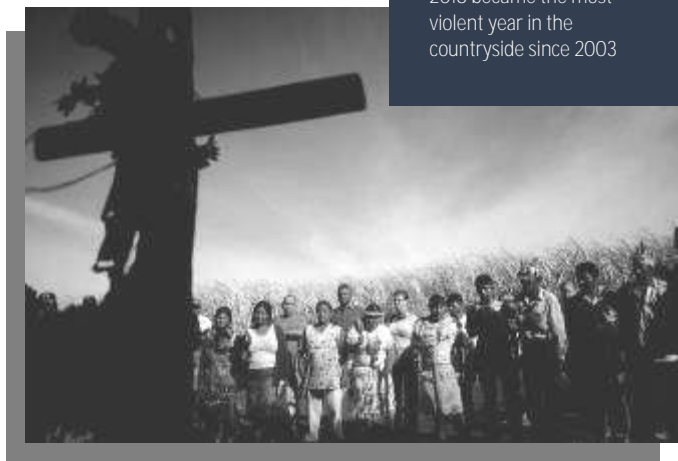 became the most
violent year in the
countryside since 2003